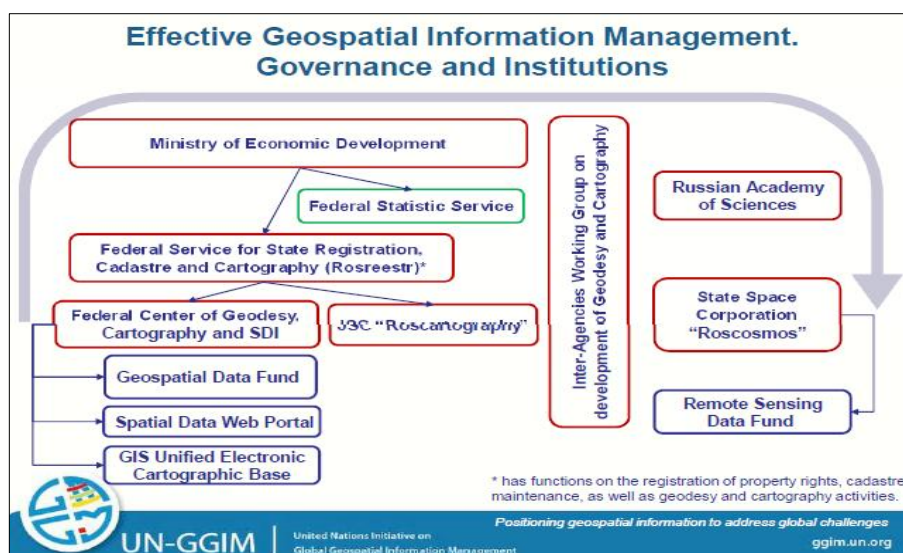 Effective Geospatial Information Management.
Governance and Institutions
Ministry of Economic Development
Federal Statistic Service
Federal Service for State Registration,
Cadastre and Cartography (Rosreestr)*
Federal Center of Geodesy,
Cartography and SDI
JSC "Roscartography"
Geospatial Data Fund
Spatial Data Web Portal
GIS Unified Electronic
Cartographic Base
Inter-Agencies Working Group on
development of Geodesy and Cartography
Russian Academy
of Sciences
State Space
Corporation
"Roscosmos"
Remote Sensing
Data Fund
* has functions on the registration of property rights, cadastre
maintenance, as well as geodesy and cartography activities.
Positioning geospatial information to address global challenges
UN-GGIM
United Nations Initiative on
Global Geospatial Information Management
ggim.un.org